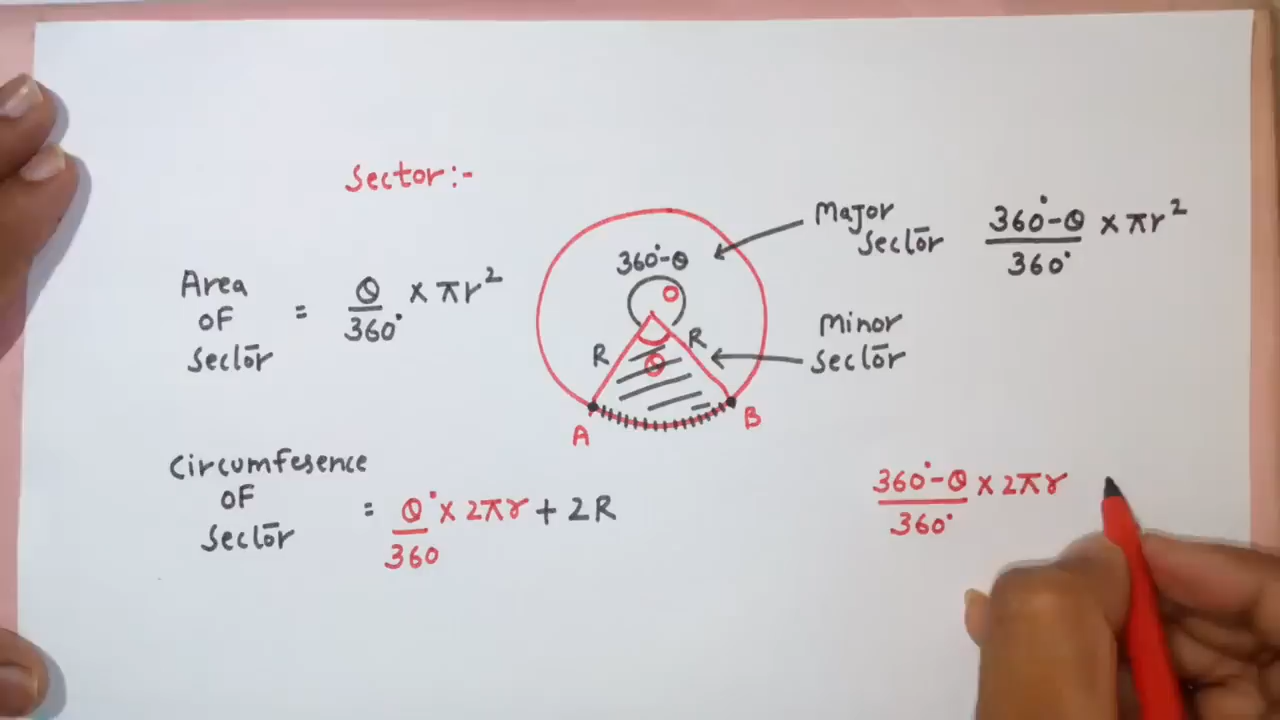 Sector:-
Area
OF
Sector
= θ/360° × πr²
360°-θ
O
R
R
θ
A
B
Major
Sector
(360°-θ)/360° × πr²
Minor
Sector
Circumference
OF
Sector
= θ°/360 × 2πr + 2R
(360°-θ)/360° × 2πr